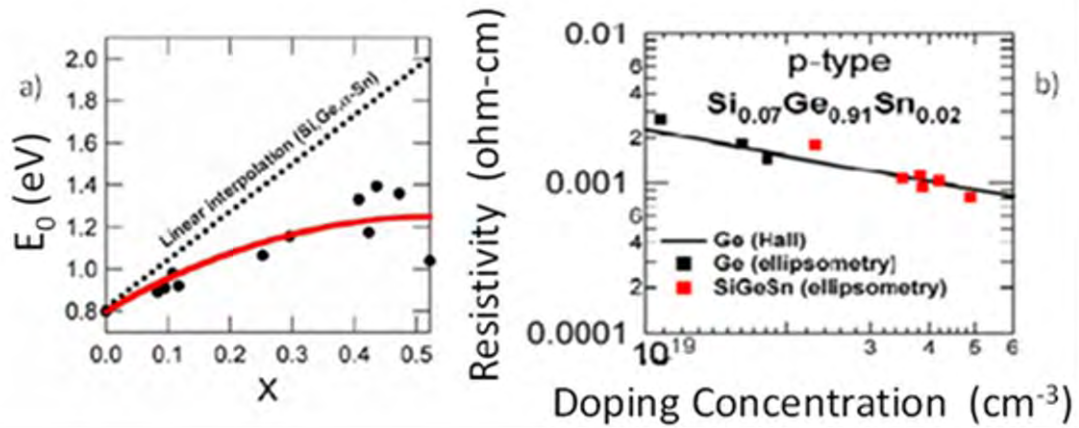 a)
E0 (eV)
2.0
1.8
1.6
1.4
1.2
1.0
0.8
Linear interpolation (Si,Ge,α-Sn)
0.0 0.1 0.2 0.3 0.4 0.5
X
b)
Resistivity (ohm-cm)
0.01
6
4
2
0.001
6
4
2
0.0001
p-type
Si0.07Ge0.91Sn0.02
Ge (Hall)
Ge (ellipsometry)
SiGeSn (ellipsometry)
10^19 3 4 5 6
Doping Concentration (cm-3)